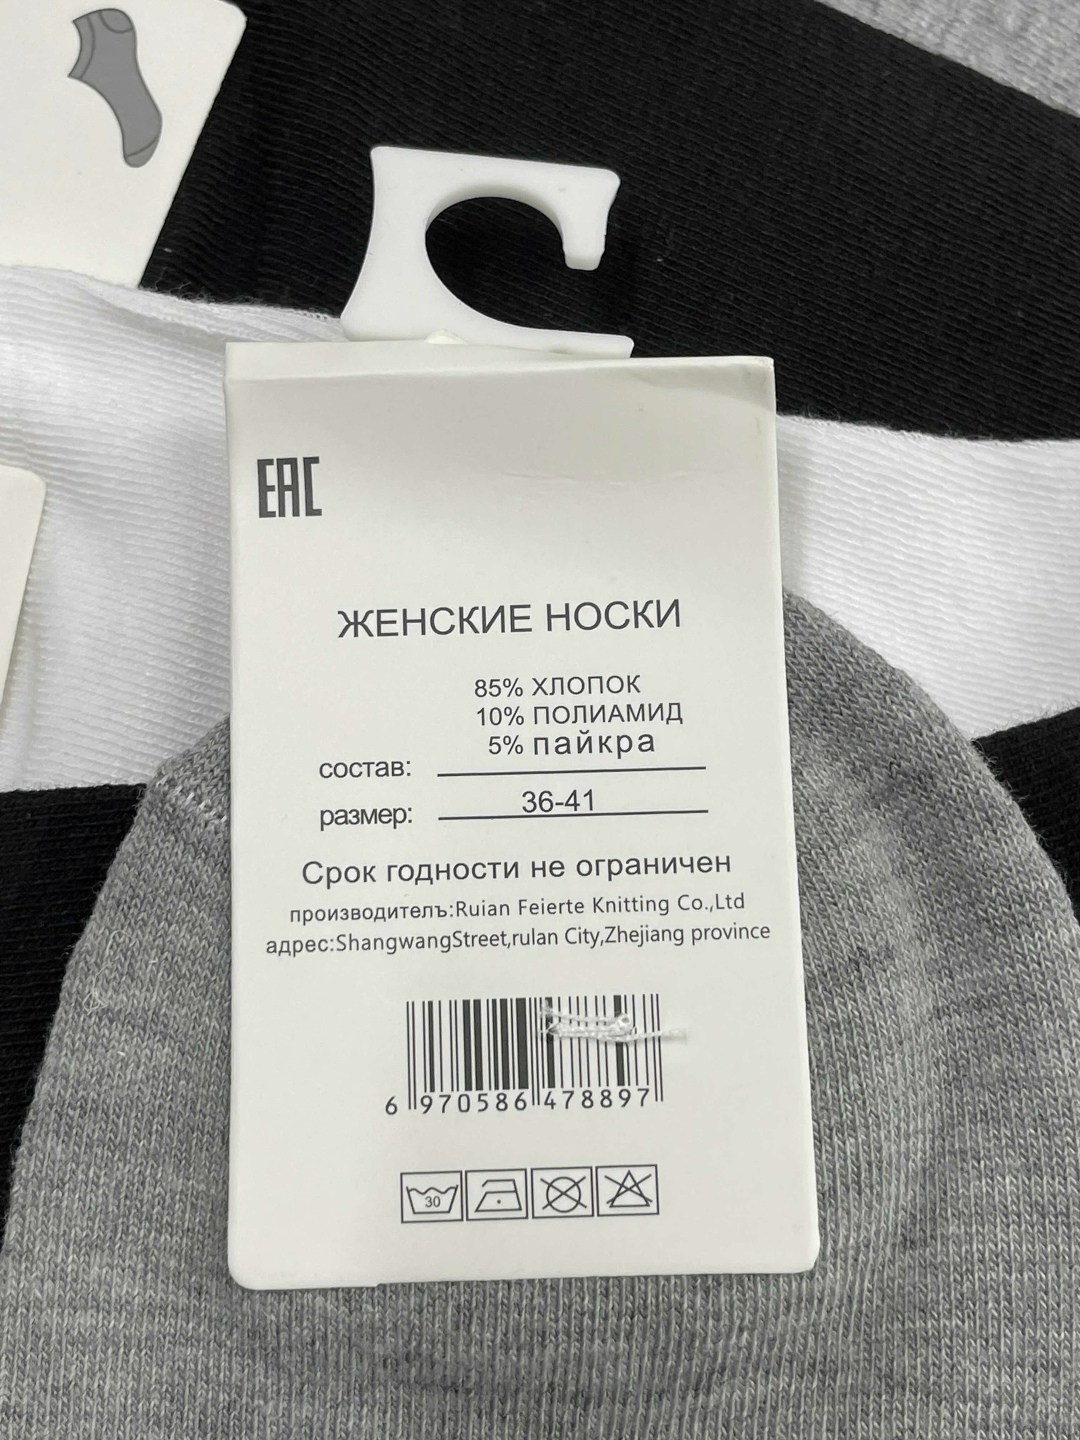 EAC
ЖЕНСКИЕ НОСКИ
85% ХЛОПОК
10% ПОЛИАМИД
5% пайкра
состав:
размер: 36-41
Срок годности не ограничен
производителъ:Ruian Feierte Knitting Co.,Ltd
адрес:ShangwangStreet,rulan City,Zhejiang province
6 970586 478897
30